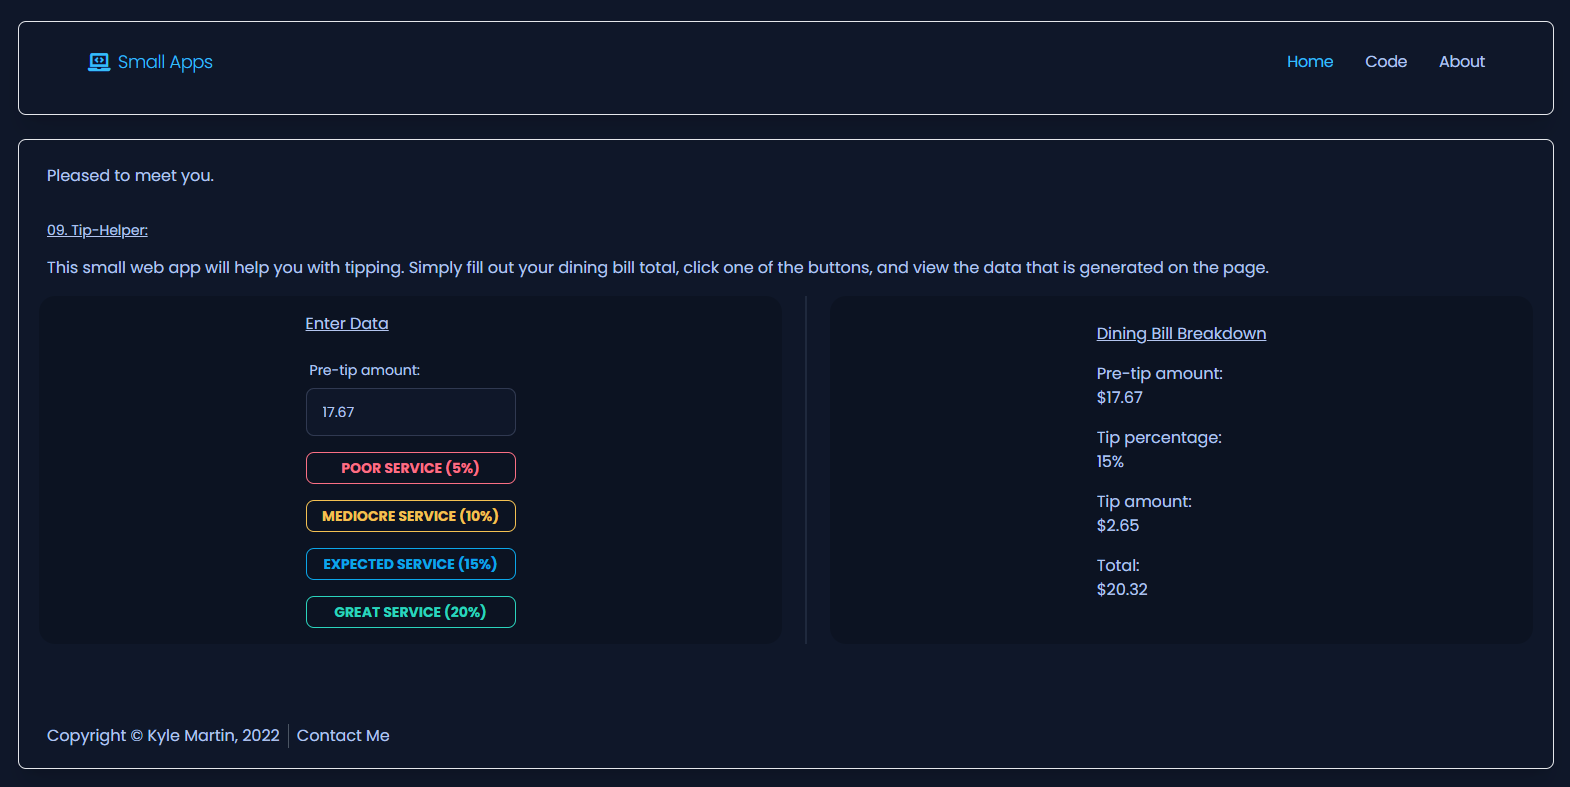 Small Apps
Home Code About
Pleased to meet you.
09. Tip-Helper:
This small web app will help you with tipping. Simply fill out your dining bill total, click one of the buttons, and view the data that is generated on the page.
Enter Data
Pre-tip amount:
17.67
POOR SERVICE (5%)
MEDIOCRE SERVICE (10%)
EXPECTED SERVICE (15%)
GREAT SERVICE (20%)
Dining Bill Breakdown
Pre-tip amount:
$17.67
Tip percentage:
15%
Tip amount:
$2.65
Total:
$20.32
Copyright © Kyle Martin, 2022 Contact Me